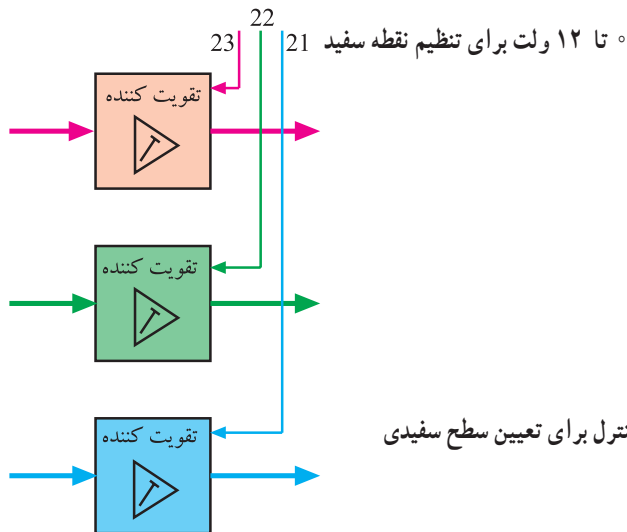 22
23 21 ۰ تا ۱۲ ولت برای تنظیم نقطه سفید
تقویت کننده
تقویت کننده
تقویت کننده
برای تعیین سطح سفیدی